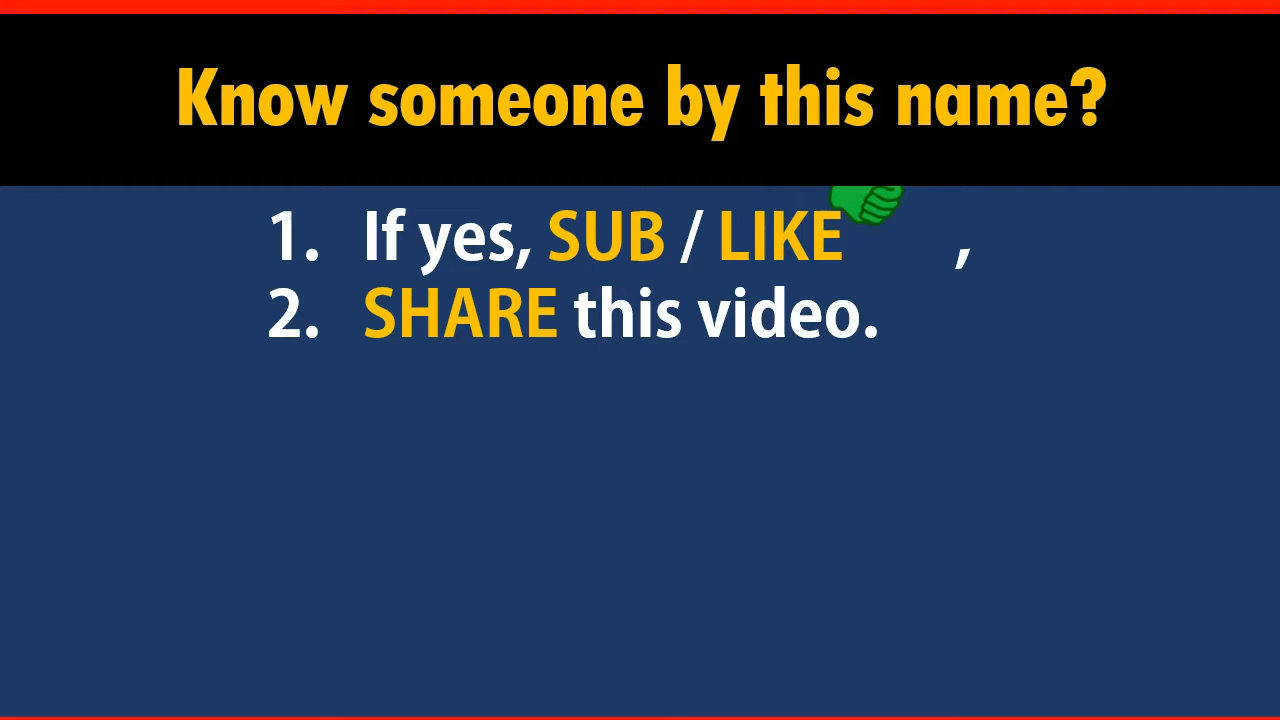 Know someone by this name?
1. If yes, SUB / LIKE ,
2. SHARE this video.